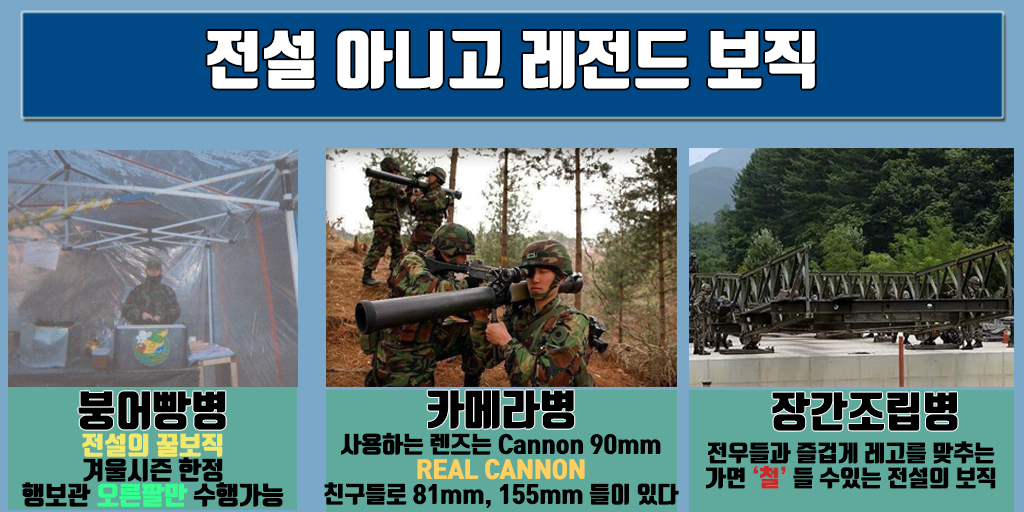 전설 아니고 레전드 보직
붕어빵병
전설의 꿀보직
겨울시즌 한정
행보관 오른팔만 수행가능
카메라병
사용하는 렌즈는 Cannon 90mm
REAL CANNON
친구들로 81mm, 155mm 들이 있다
장간조립병
전우들과 즐겁게 레고를 맞추는
가면 '철' 들 수있는 전설의 보직